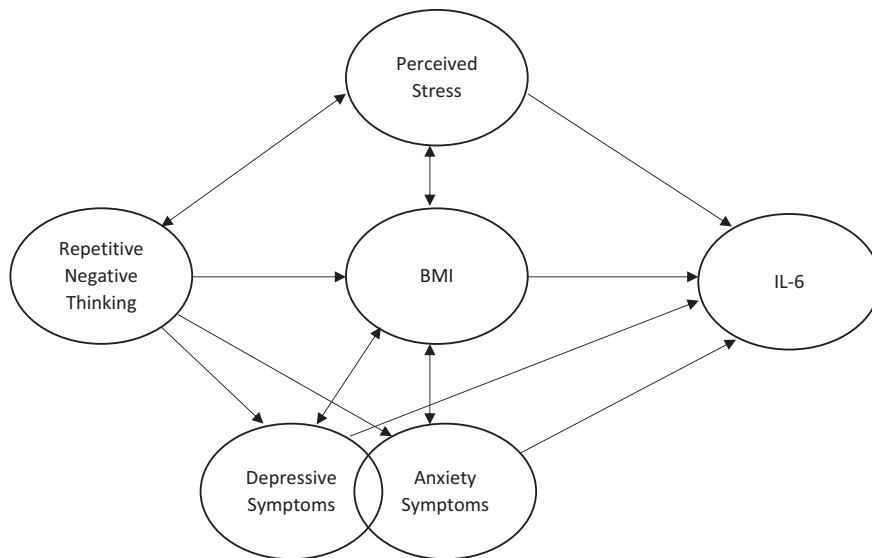 Perceived
Stress
Repetitive
Negative
Thinking
BMI
IL-6
Depressive
Symptoms
Anxiety
Symptoms